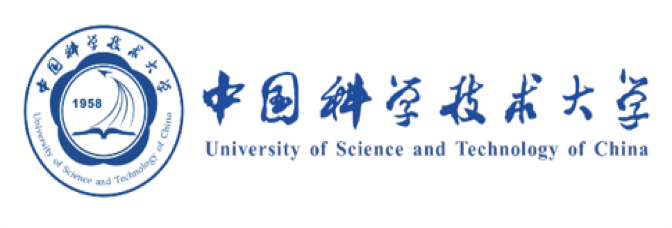 中国科学技术大学
1958
University of Science and Technology of China
中国科学技术大学
University of Science and Technology of China